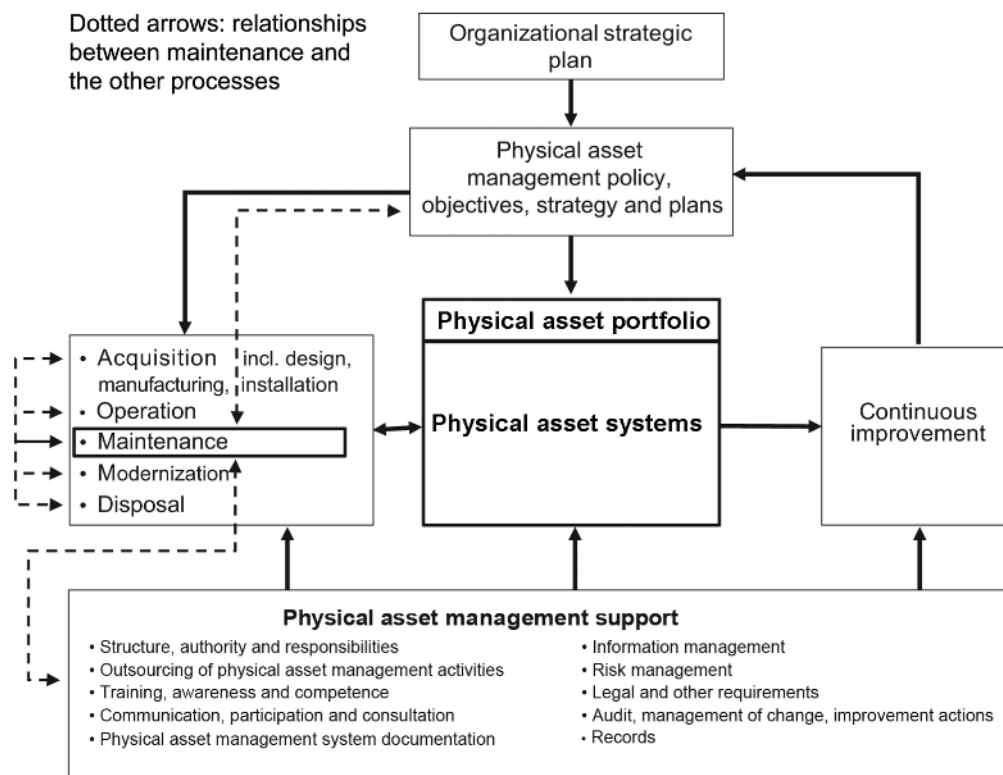 Dotted arrows: relationships
between maintenance and
the other processes
Organizational strategic
plan
Physical asset
management policy,
objectives, strategy and plans
Physical asset portfolio
Physical asset systems
• Acquisition incl. design,
manufacturing, installation
• Operation
• Maintenance
• Modernization
• Disposal
Continuous
improvement
Physical asset management support
• Structure, authority and responsibilities
• Outsourcing of physical asset management activities
• Training, awareness and competence
• Communication, participation and consultation
• Physical asset management system documentation
• Information management
• Risk management
• Legal and other requirements
• Audit, management of change, improvement actions
• Records